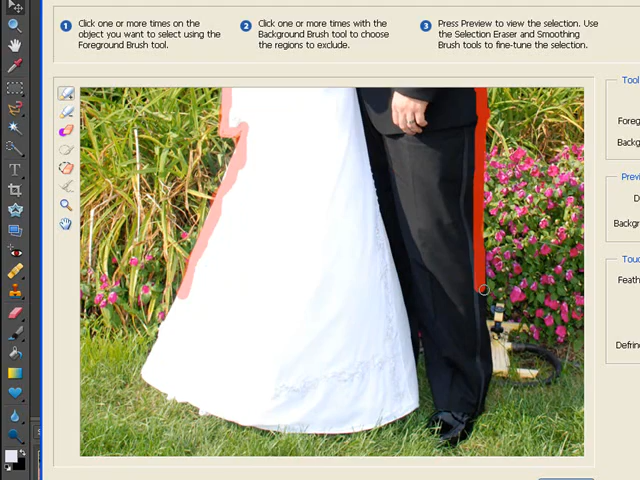 1 Click one or more times on the
object you want to select using the
Foreground Brush tool.
2 Click one or more times with the
Background Brush tool to choose
the regions to exclude.
3 Press Preview to view the selection. Use
the Selection Eraser and Smoothing
Brush tools to fine-tune the selection.
Tool
Foreg
Backg
Previ
D
Backgr
Touc
Feath
Defrin